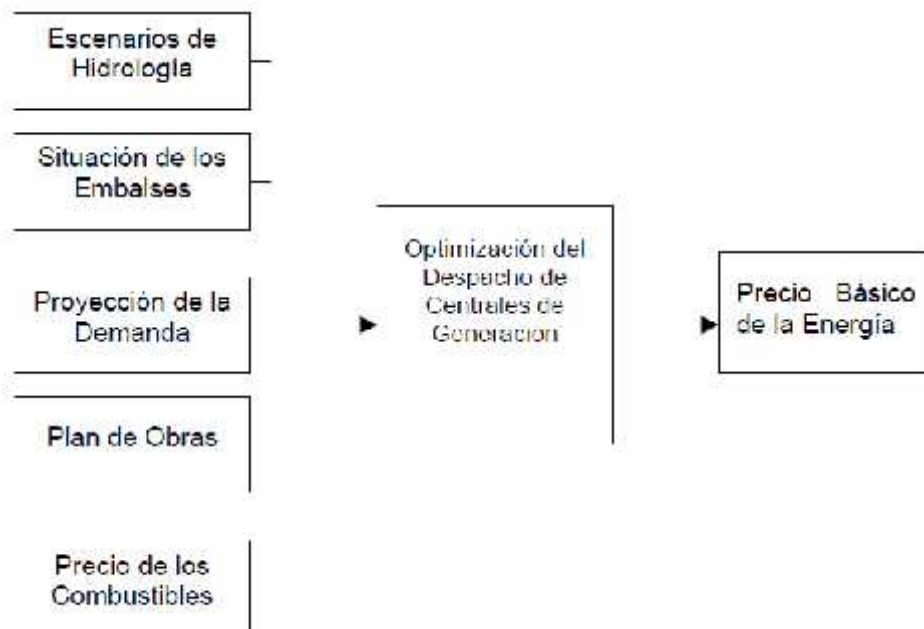 Escenarios de
Hidrología
Situación de los
Embalses
Proyección de la
Demanda
Plan de Obras
Precio de los
Combustibles
Optimización del
Despacho de
Centrales de
Generación
Precio Básico
de la Energía